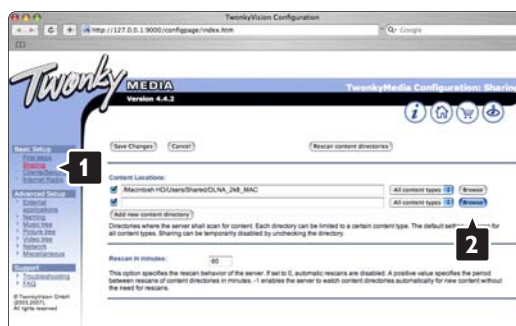 TwonkyVision Configuration
http://127.0.0.1:9000/configpage/index.htm
Google
Twonky
MEDIA
Version 4.4.2
TwonkyMedia Configuration: Sharing
Save Changes Cancel Rescan content directories
Basic Setup
First steps
Sharing
Clients/Security
Internet Radio
1
Content Locations:
/Macintosh HD/Users/Shared/DLNA_2k8_MAC All content types Browse
All content types Browse
Add new content directory
2
Directories where the server shall scan for content. Each directory can be limited to a certain content type. The default setting is for
all content types. Sharing can be temporarily disabled by unchecking the directory.
Advanced Setup
External
applications
Naming
Music tree
Picture tree
Video tree
Network
Miscellaneous
Rescan in minutes: 60
This option specifies the rescan behavior of the server. If set to 0, automatic rescans are disabled. A positive value specifies the period
between rescans of content directories in minutes. -1 enables the server to watch content directories automatically for new content without
the need for rescans.
Support
Troubleshooting
FAQ
© TwonkyVision GmbH
(2003-2007).
All rights reserved.